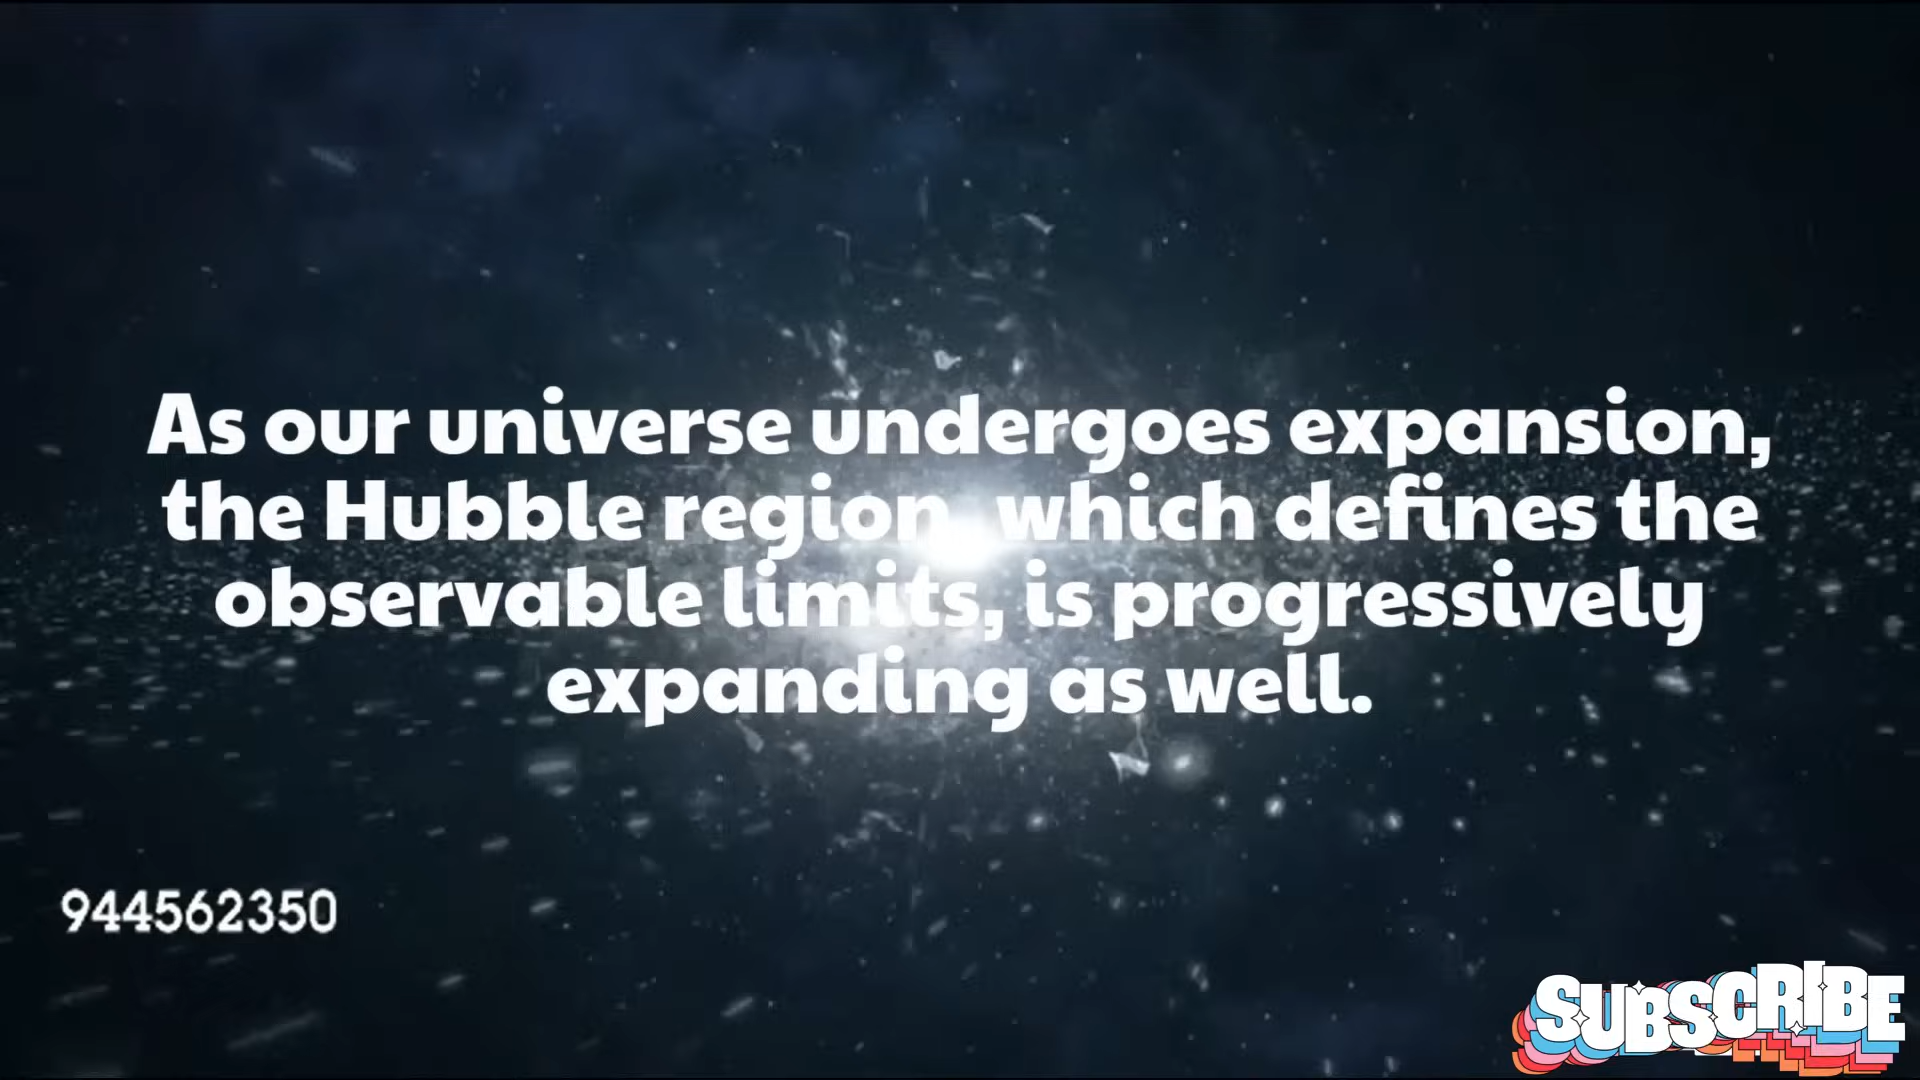 As our universe undergoes expansion,
the Hubble region, which defines the
observable limits, is progressively
expanding as well.
944562350
SUBSCRIBE